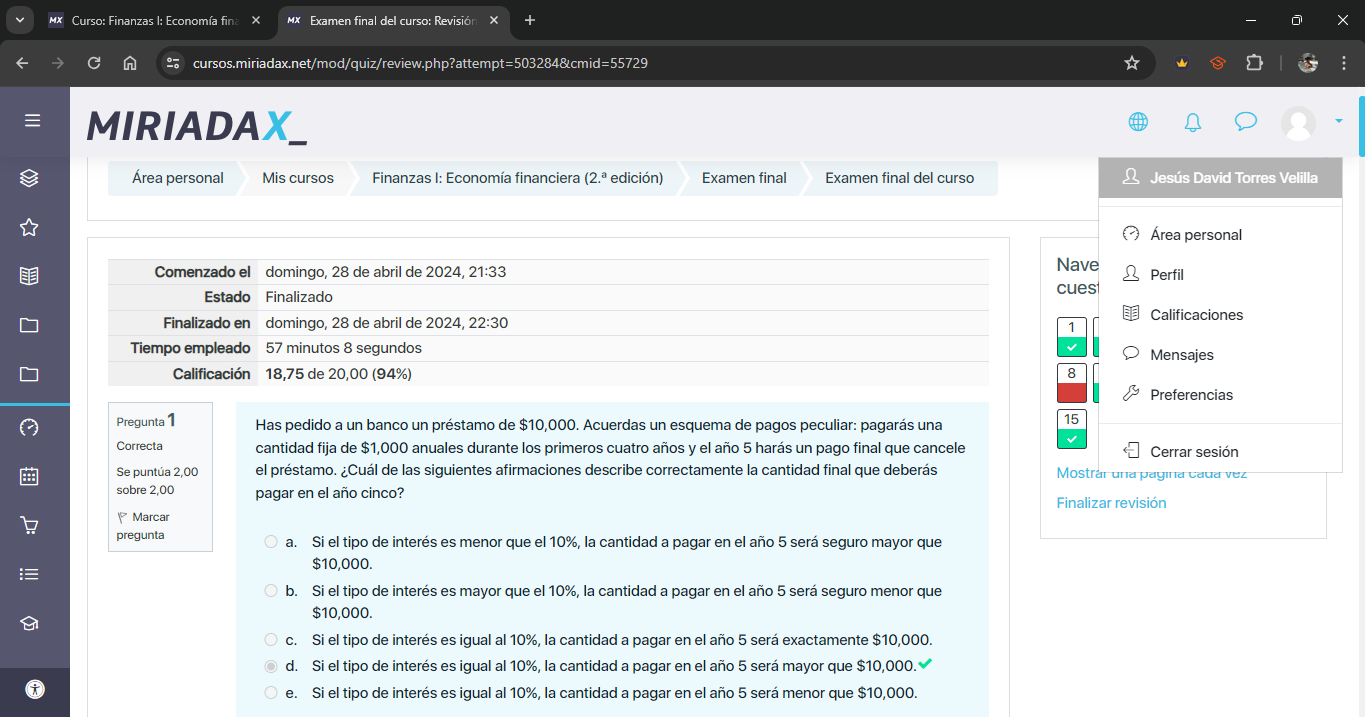 Curso: Finanzas I: Economía fina
Examen final del curso: Revisión
cursos.miriadax.net/mod/quiz/review.php?attempt=503284&cmid=55729
MIRIADAX_
Área personal
Mis cursos
Finanzas I: Economía financiera (2.ª edición)
Examen final
Examen final del curso
Jesús David Torres Velilla
Área personal
Perfil
Calificaciones
Mensajes
Preferencias
Cerrar sesión
Comenzado el domingo, 28 de abril de 2024, 21:33
Estado Finalizado
Finalizado en domingo, 28 de abril de 2024, 22:30
Tiempo empleado 57 minutos 8 segundos
Calificación 18,75 de 20,00 (94%)
Pregunta 1
Correcta
Se puntúa 2,00
sobre 2,00
Marcar
pregunta
Has pedido a un banco un préstamo de $10,000. Acuerdas un esquema de pagos peculiar: pagarás una
cantidad fija de $1,000 anuales durante los primeros cuatro años y el año 5 harás un pago final que cancele
el préstamo. ¿Cuál de las siguientes afirmaciones describe correctamente la cantidad final que deberás
pagar en el año cinco?
a. Si el tipo de interés es menor que el 10%, la cantidad a pagar en el año 5 será seguro mayor que
$10,000.
b. Si el tipo de interés es mayor que el 10%, la cantidad a pagar en el año 5 será seguro menor que
$10,000.
c. Si el tipo de interés es igual al 10%, la cantidad a pagar en el año 5 será exactamente $10,000.
d. Si el tipo de interés es igual al 10%, la cantidad a pagar en el año 5 será mayor que $10,000.
e. Si el tipo de interés es igual al 10%, la cantidad a pagar en el año 5 será menor que $10,000.
Nave
cuest
1
8
15
Mostrar una página cada vez
Finalizar revisión